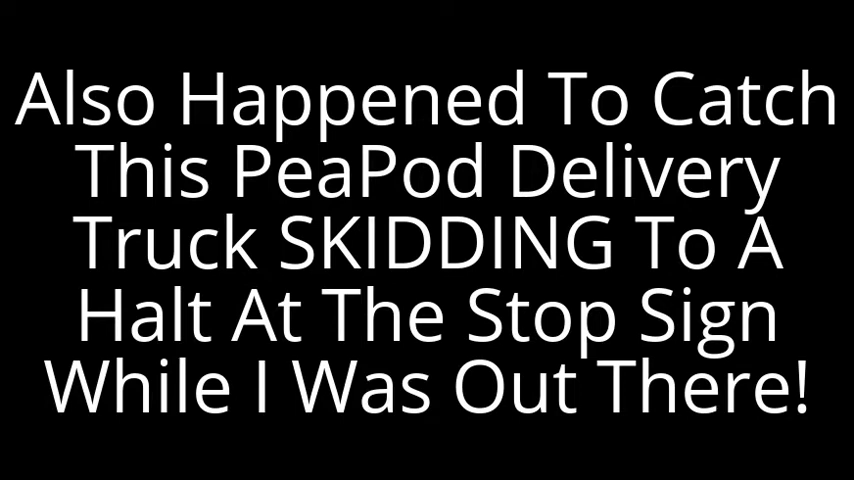 Also Happened To Catch
This PeaPod Delivery
Truck SKIDDING To A
Halt At The Stop Sign
While I Was Out There!